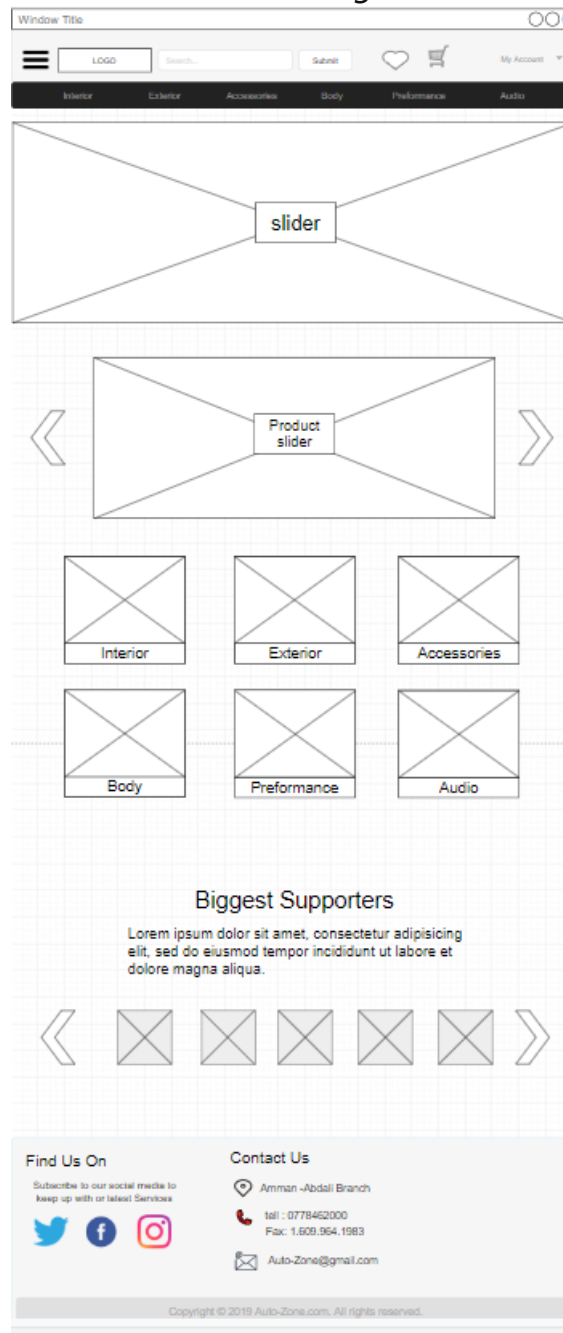 Window Title
LOGO
Search...
Submit
My Account
Interior Exterior Accessories Body Preformance Audio
slider
Product
slider
Interior Exterior Accessories
Body Preformance Audio
Biggest Supporters
Lorem ipsum dolor sit amet, consectetur adipisicing
elit, sed do eiusmod tempor incididunt ut labore et
dolore magna aliqua.
Find Us On
Subscribe to our social media to
keep up with or latest Services
Contact Us
Amman -Abdali Branch
tell : 0778462000
Fax: 1.609.964.1983
Auto-Zone@gmail.com
Copyright © 2019 Auto-Zone.com. All rights reserved.